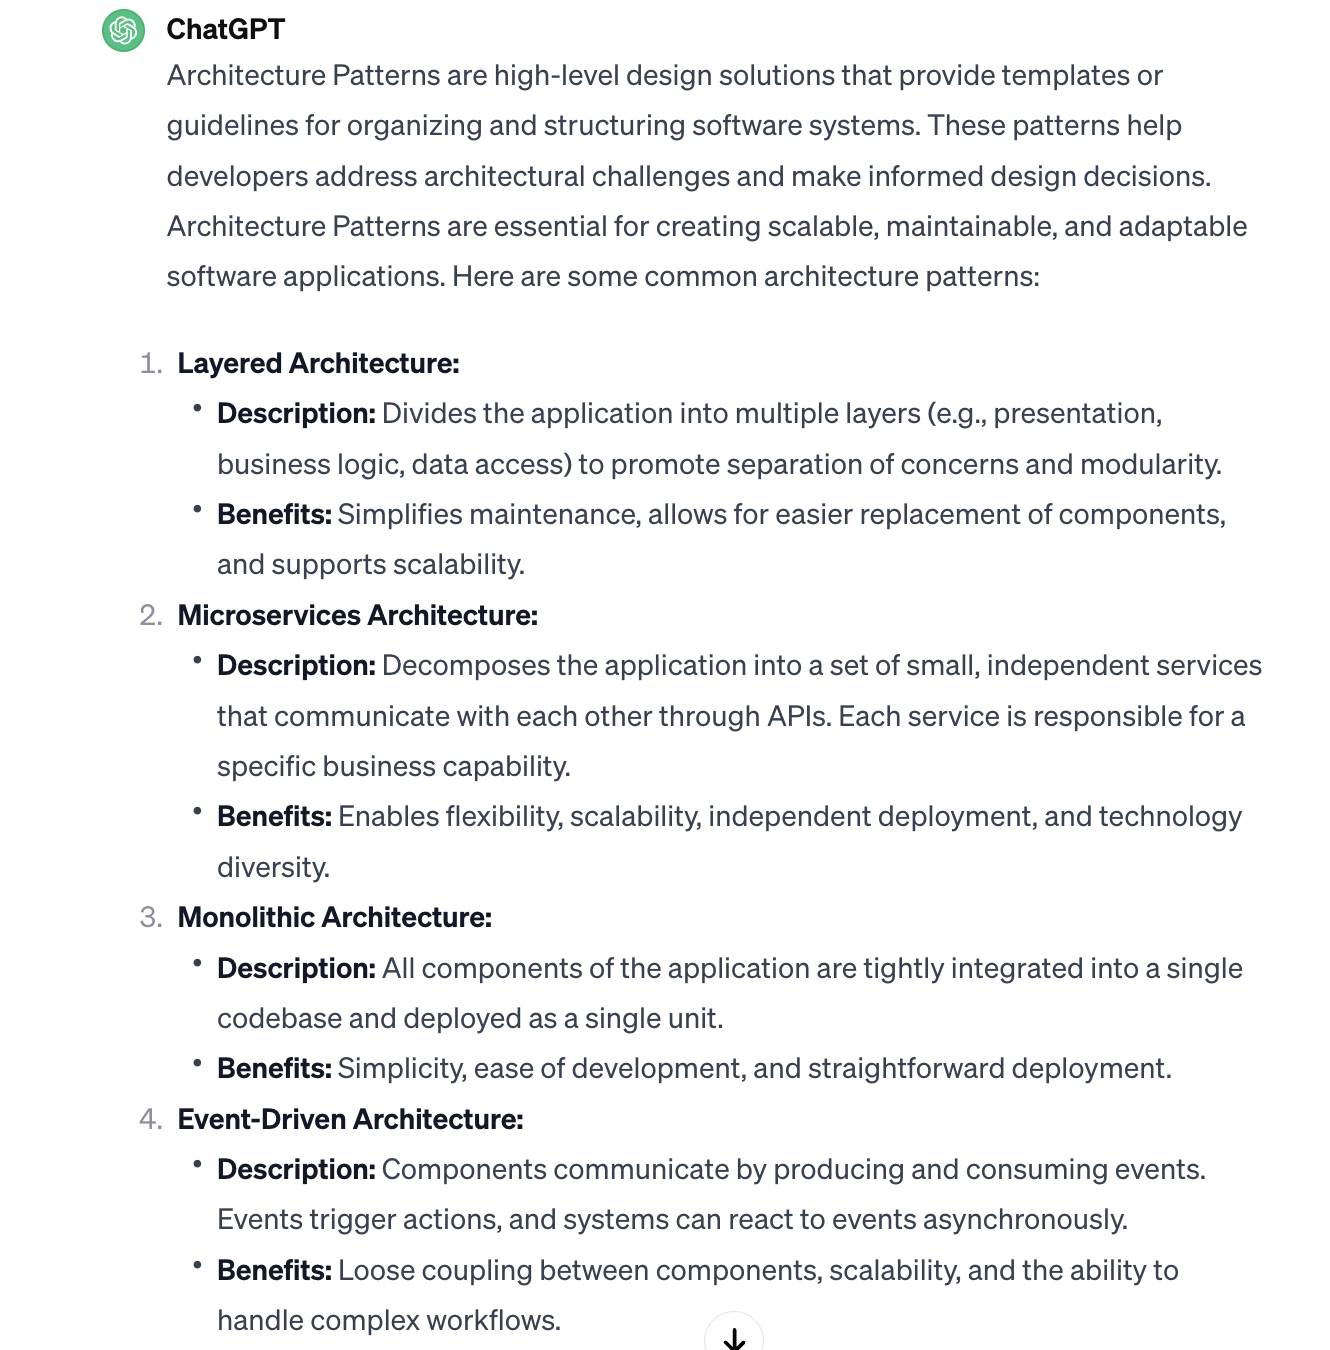 ChatGPT
Architecture Patterns are high-level design solutions that provide templates or
guidelines for organizing and structuring software systems. These patterns help
developers address architectural challenges and make informed design decisions.
Architecture Patterns are essential for creating scalable, maintainable, and adaptable
software applications. Here are some common architecture patterns:
1. Layered Architecture:
• Description: Divides the application into multiple layers (e.g., presentation,
business logic, data access) to promote separation of concerns and modularity.
• Benefits: Simplifies maintenance, allows for easier replacement of components,
and supports scalability.
2. Microservices Architecture:
• Description: Decomposes the application into a set of small, independent services
that communicate with each other through APIs. Each service is responsible for a
specific business capability.
• Benefits: Enables flexibility, scalability, independent deployment, and technology
diversity.
3. Monolithic Architecture:
• Description: All components of the application are tightly integrated into a single
codebase and deployed as a single unit.
• Benefits: Simplicity, ease of development, and straightforward deployment.
4. Event-Driven Architecture:
• Description: Components communicate by producing and consuming events.
Events trigger actions, and systems can react to events asynchronously.
• Benefits: Loose coupling between components, scalability, and the ability to
handle complex workflows.